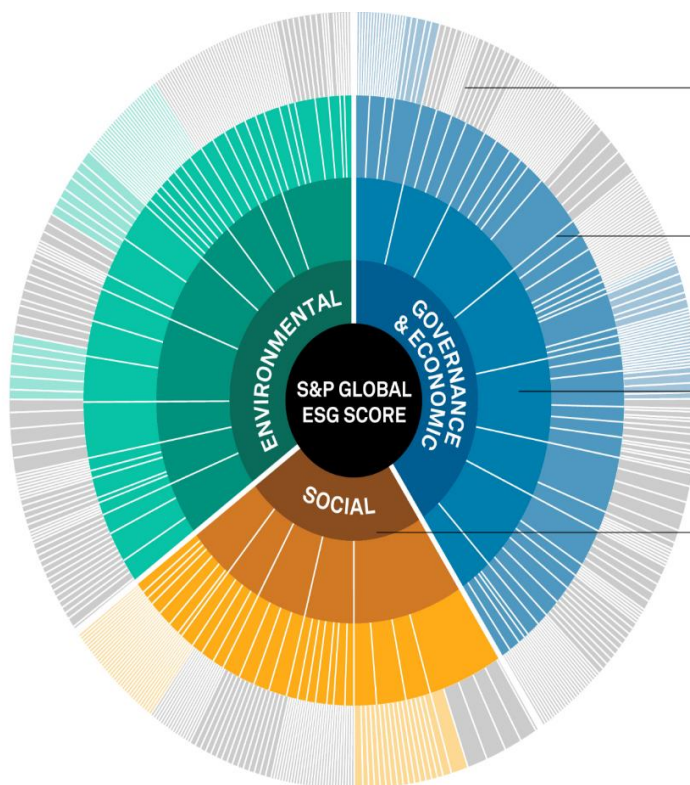 ENVIRONMENTAL
GOVERNANCE
& ECONOMIC
S&P GLOBAL
ESG SCORE
SOCIAL